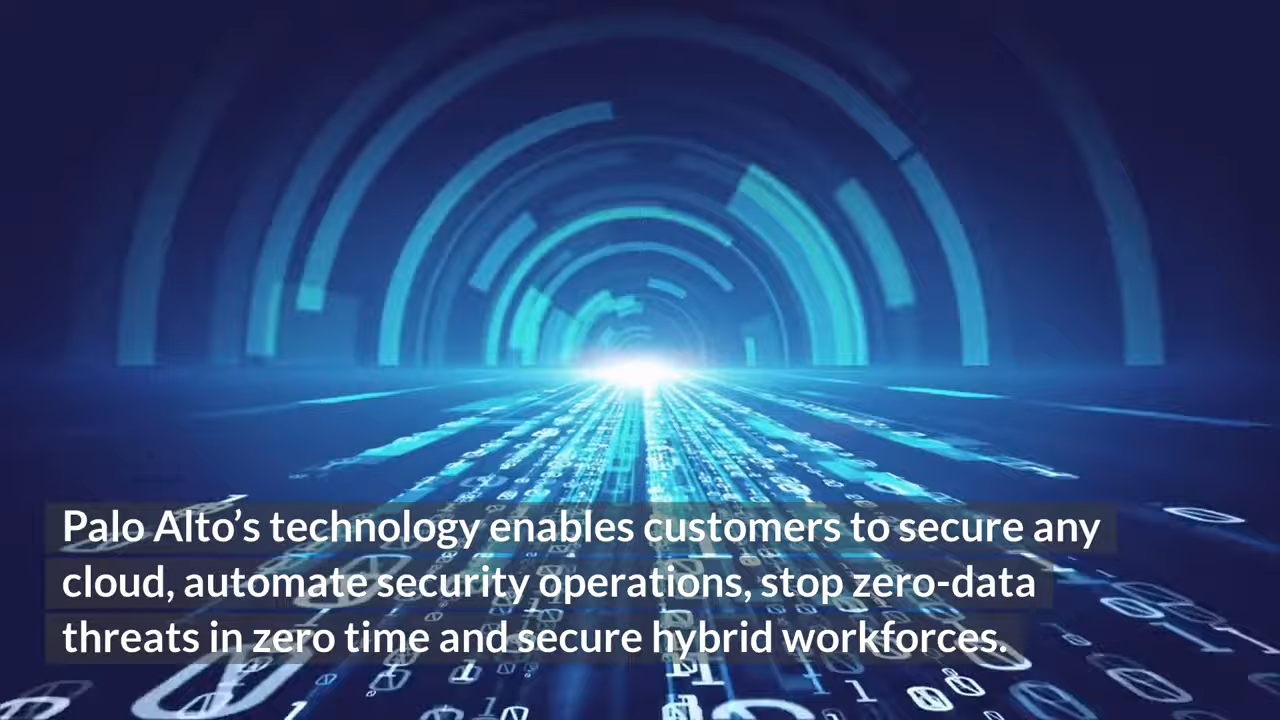 Palo Alto’s technology enables customers to secure any
cloud, automate security operations, stop zero-data
threats in zero time and secure hybrid workforces.